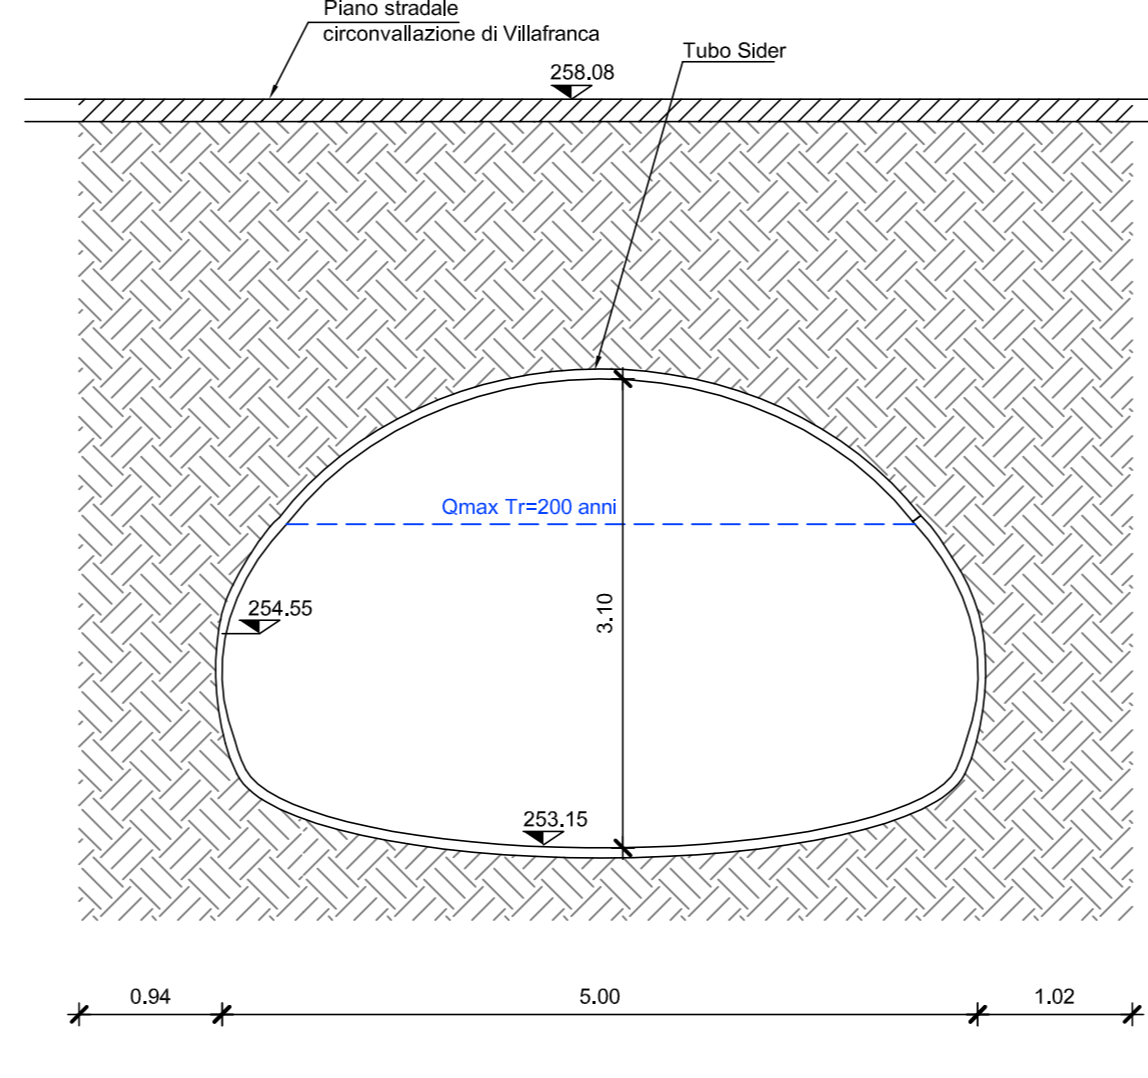 Piano stradale
circonvallazione di Villafranca
Tubo Sider
258.08
Qmax Tr=200 anni
254.55
3.10
253.15
0.94
5.00
1.02